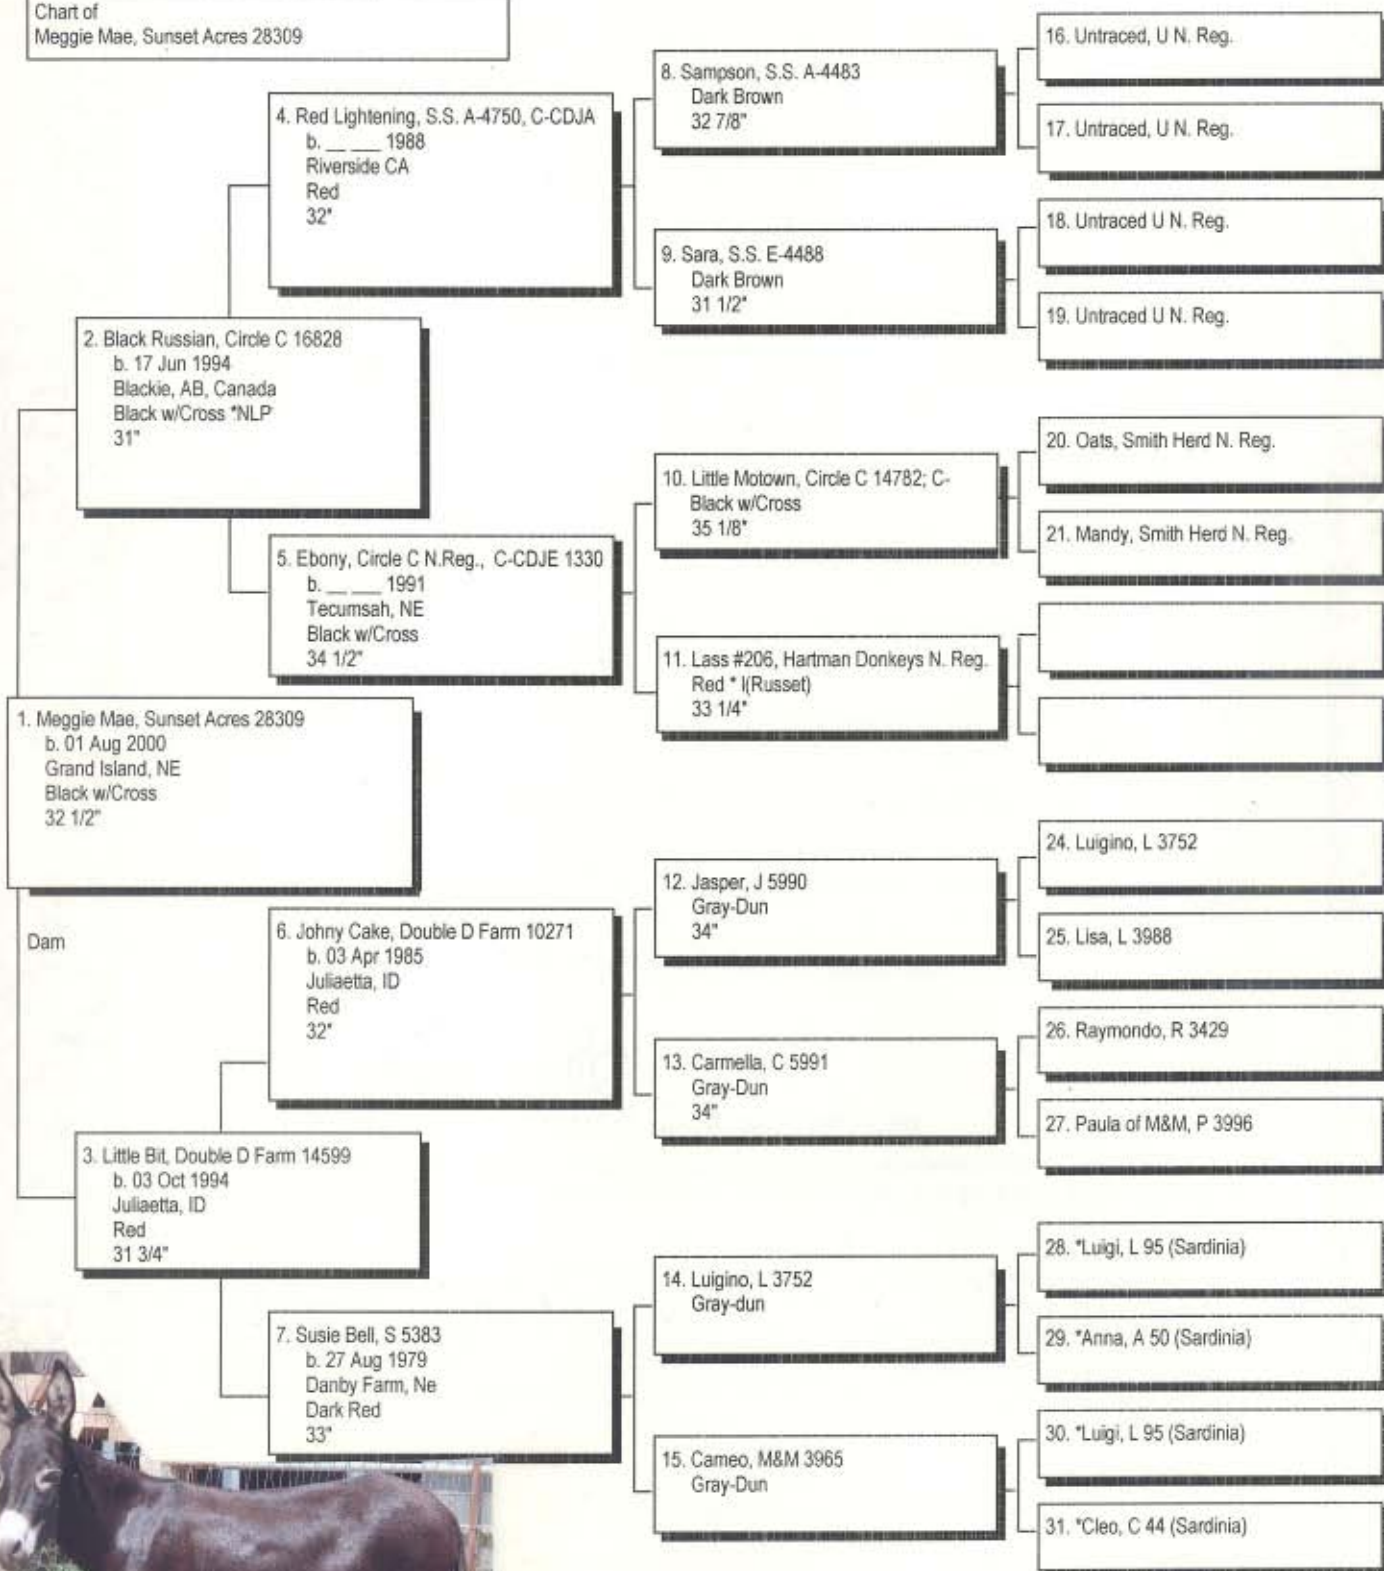 Chart of
Meggie Mae, Sunset Acres 28309
1. Meggie Mae, Sunset Acres 28309
b. 01 Aug 2000
Grand Island, NE
Black w/Cross
32 1/2"
Dam
2. Black Russian, Circle C 16828
b. 17 Jun 1994
Blackie, AB, Canada
Black w/Cross *NLP
31"
3. Little Bit, Double D Farm 14599
b. 03 Oct 1994
Juliaetta, ID
Red
31 3/4"
4. Red Lightening, S.S. A-4750, C-CDJA
b. __ ___ 1988
Riverside CA
Red
32"
5. Ebony, Circle C N.Reg., C-CDJE 1330
b. __ ___ 1991
Tecumsah, NE
Black w/Cross
34 1/2"
6. Johny Cake, Double D Farm 10271
b. 03 Apr 1985
Juliaetta, ID
Red
32"
7. Susie Bell, S 5383
b. 27 Aug 1979
Danby Farm, Ne
Dark Red
33"
8. Sampson, S.S. A-4483
Dark Brown
32 7/8"
9. Sara, S.S. E-4488
Dark Brown
31 1/2"
10. Little Motown, Circle C 14782; C-
Black w/Cross
35 1/8"
11. Lass #206, Hartman Donkeys N. Reg.
Red * I(Russet)
33 1/4"
12. Jasper, J 5990
Gray-Dun
34"
13. Carmella, C 5991
Gray-Dun
34"
14. Luigino, L 3752
Gray-dun
15. Cameo, M&M 3965
Gray-Dun
16. Untraced, U N. Reg.
17. Untraced, U N. Reg.
18. Untraced U N. Reg.
19. Untraced U N. Reg.
20. Oats, Smith Herd N. Reg.
21. Mandy, Smith Herd N. Reg.
24. Luigino, L 3752
25. Lisa, L 3988
26. Raymondo, R 3429
27. Paula of M&M, P 3996
28. *Luigi, L 95 (Sardinia)
29. *Anna, A 50 (Sardinia)
30. *Luigi, L 95 (Sardinia)
31. *Cleo, C 44 (Sardinia)